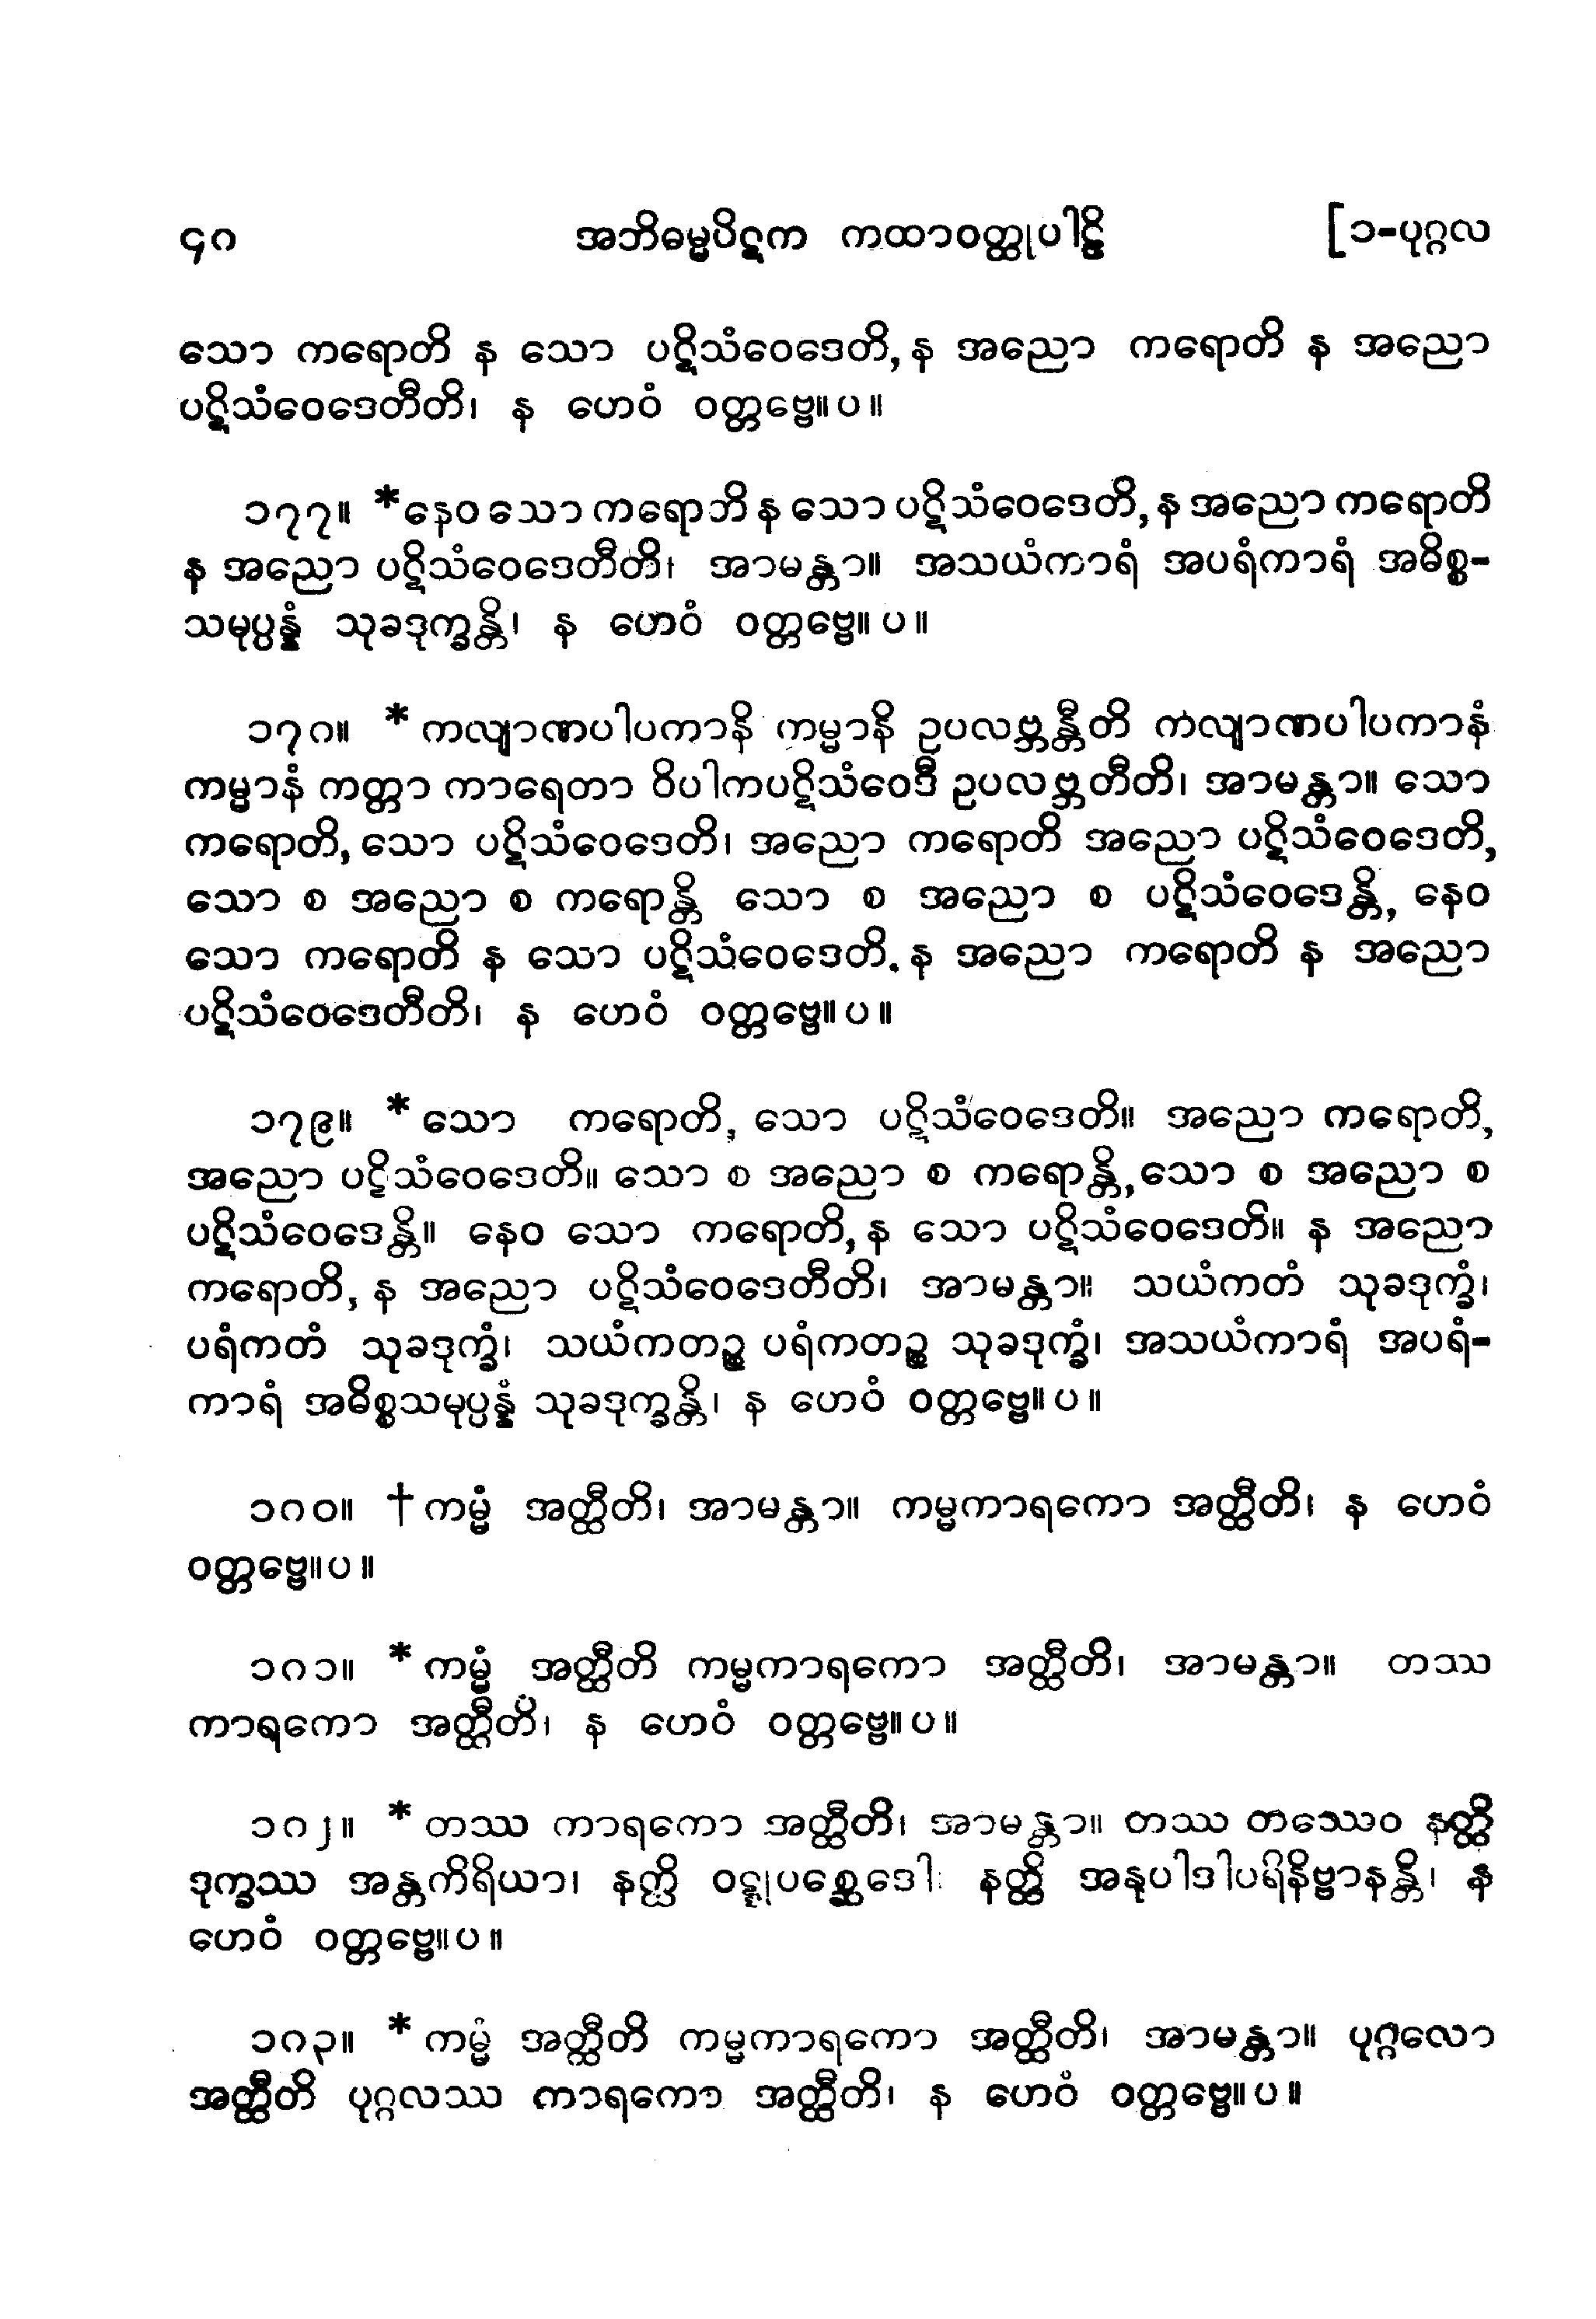 ၄၈ အဘိဓမ္မပိဋက ကထာဝတ္ထုပါဠိ [၁-ပုဂ္ဂလ
သော ကရောတိ န သော ပဋိသံဝေဒေတိ, န အညော ကရောတိ န အညော
ပဋိသံဝေဒေတီတိ၊ န ဟေဝံ ဝတ္တဗ္ဗေ။ပ။
၁၇၇။ *နေဝ သော ကရောဘိ န သော ပဋိသံဝေဒေတိ, န အညော ကရောတိ
န အညော ပဋိသံဝေဒေတီတိ၊ အာမန္တာ။ အသယံကာရံ အပရံကာရံ အဓိစ္စ-
သမုပ္ပန္နံ သုခဒုက္ခန္တိ၊ န ဟေဝံ ဝတ္တဗ္ဗေ။ပ။
၁၇၈။ *ကလျာဏပါပကာနိ ကမ္မာနိ ဥပလဗ္ဘန္တီတိ ကလျာဏပါပကာနံ
ကမ္မာနံ ကတ္တာ ကာရေတာ ဝိပါကပဋိသံဝေဒီ ဥပလဗ္ဘတီတိ၊ အာမန္တာ။ သော
ကရောတိ, သော ပဋိသံဝေဒေတိ၊ အညော ကရောတိ အညော ပဋိသံဝေဒေတိ,
သော စ အညော စ ကရောန္တိ သော စ အညော စ ပဋိသံဝေဒေန္တိ, နေဝ
သော ကရောတိ န သော ပဋိသံဝေဒေတိ, န အညော ကရောတိ န အညော
ပဋိသံဝေဒေတီတိ၊ န ဟေဝံ ဝတ္တဗ္ဗေ။ပ။
၁၇၉။ *သော ကရောတိ, သော ပဋိသံဝေဒေတိ။ အညော ကရောတိ,
အညော ပဋိသံဝေဒေတိ။ သော စ အညော စ ကရောန္တိ,သော စ အညော စ
ပဋိသံဝေဒေန္တိ။ နေဝ သော ကရောတိ, န သော ပဋိသံဝေဒေတိ။ န အညော
ကရောတိ, န အညော ပဋိသံဝေဒေတီတိ၊ အာမန္တာ။ သယံကတံ သုခဒုက္ခံ၊
ပရံကတံ သုခဒုက္ခံ၊ သယံကတဉ္စ ပရံကတဉ္စ သုခဒုက္ခံ၊ အသယံကာရံ အပရံ-
ကာရံ အဓိစ္စသမုပ္ပန္နံ သုခဒုက္ခန္တိ၊ န ဟေဝံ ဝတ္တဗ္ဗေ။ပ။
၁၈၀။ †ကမ္မံ အတ္ထီတိ၊ အာမန္တာ။ ကမ္မကာရကော အတ္ထီတိ၊ န ဟေဝံ
ဝတ္တဗ္ဗေ။ပ။
၁၈၁။ *ကမ္မံ အတ္ထီတိ ကမ္မကာရကော အတ္ထီတိ၊ အာမန္တာ။ တဿ
ကာရကော အတ္ထီတိ၊ န ဟေဝံ ဝတ္တဗ္ဗေ။ပ။
၁၈၂။ *တဿ ကာရကော အတ္ထီတိ၊ အာမန္တာ။ တဿ တဿေဝ နတ္ထိ
ဒုက္ခဿ အန္တကိရိယာ၊ နတ္ထိ ဝဋ္ဋုပစ္ဆေဒေါ၊ နတ္ထိ အနုပါဒါပရိနိဗ္ဗာနန္တိ၊ န
ဟေဝံ ဝတ္တဗ္ဗေ။ပ။
၁၈၃။ *ကမ္မံ အတ္ထီတိ ကမ္မကာရကော အတ္ထီတိ၊ အာမန္တာ။ ပုဂ္ဂလော
အတ္ထီတိ ပုဂ္ဂလဿ ကာရကော အတ္ထီတိ၊ န ဟေဝံ ဝတ္တဗ္ဗေ။ပ။